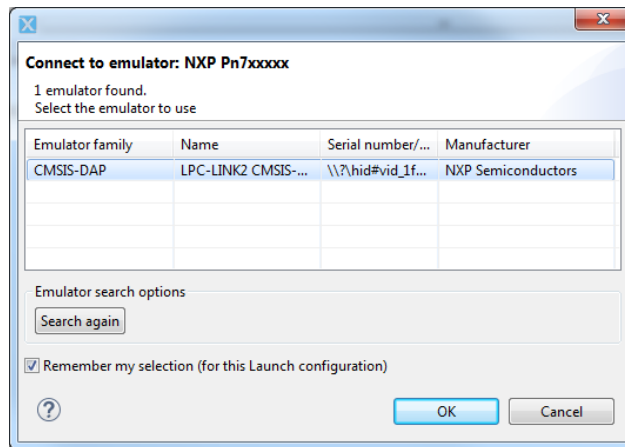 Connect to emulator: NXP Pn7xxxxx
1 emulator found.
Select the emulator to use
Emulator family Name Serial number/... Manufacturer
CMSIS-DAP LPC-LINK2 CMSIS-... \\?\hid#vid_1f... NXP Semiconductors
Emulator search options
Search again
Remember my selection (for this Launch configuration)
OK Cancel